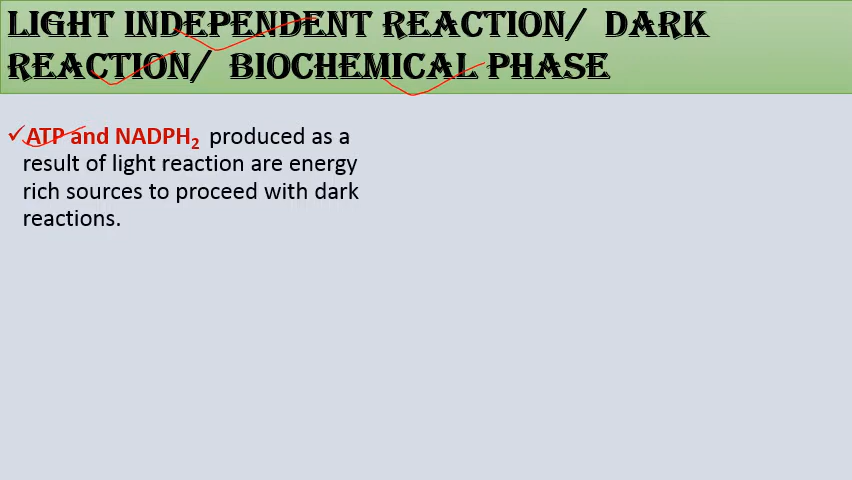 LIGHT INDEPENDENT REACTION/ DARK
REACTION/ BIOCHEMICAL PHASE
✓ATP and NADPH₂ produced as a
result of light reaction are energy
rich sources to proceed with dark
reactions.